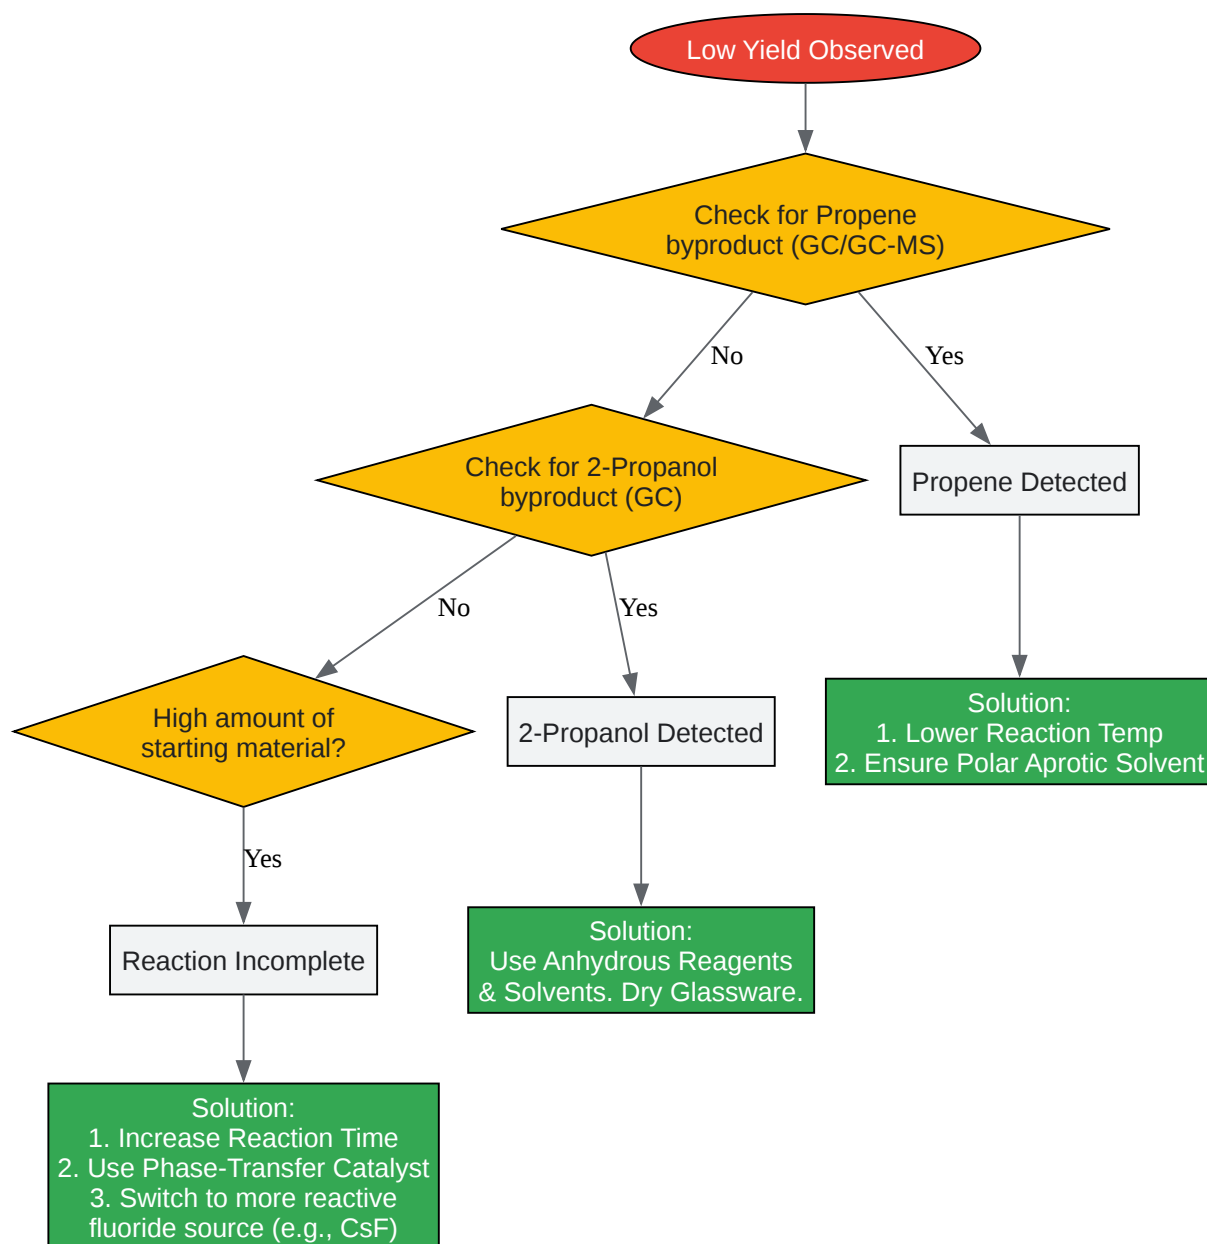 Low Yield Observed
Check for Propene
byproduct (GC/GC-MS)
No
Yes
Check for 2-Propanol
byproduct (GC)
Propene Detected
No
Yes
High amount of
starting material?
2-Propanol Detected
Solution:
1. Lower Reaction Temp
2. Ensure Polar Aprotic Solvent
Yes
Reaction Incomplete
Solution:
Use Anhydrous Reagents
& Solvents. Dry Glassware.
Solution:
1. Increase Reaction Time
2. Use Phase-Transfer Catalyst
3. Switch to more reactive
fluoride source (e.g., CsF)